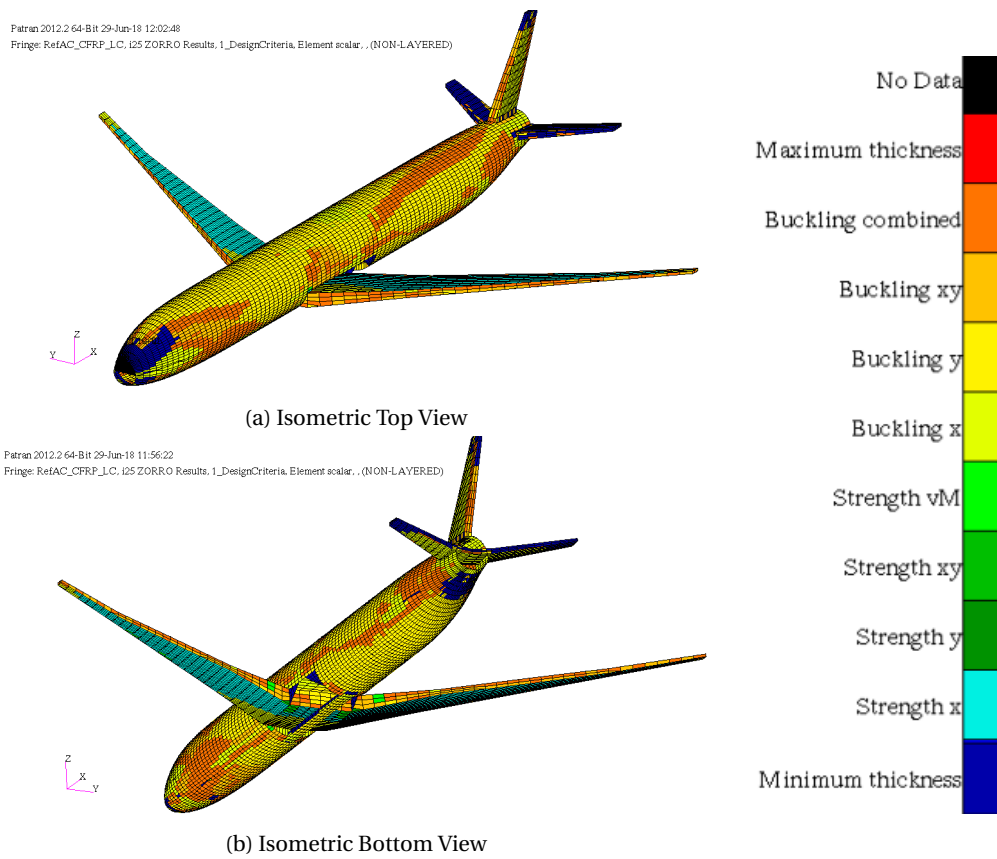 Patran 2012.2 64-Bit 29-Jun-18 12:02:48
Fringe: RefAC_CFRP_LC, i25 ZORRO Results, 1_DesignCriteria, Element scalar, , (NON-LAYERED)
Z
Y
X
(a) Isometric Top View
Patran 2012.2 64-Bit 29-Jun-18 11:56:22
Fringe: RefAC_CFRP_LC, i25 ZORRO Results, 1_DesignCriteria, Element scalar, , (NON-LAYERED)
Z
X
Y
(b) Isometric Bottom View
No Data
Maximum thickness
Buckling combined
Buckling xy
Buckling y
Buckling x
Strength vM
Strength xy
Strength y
Strength x
Minimum thickness